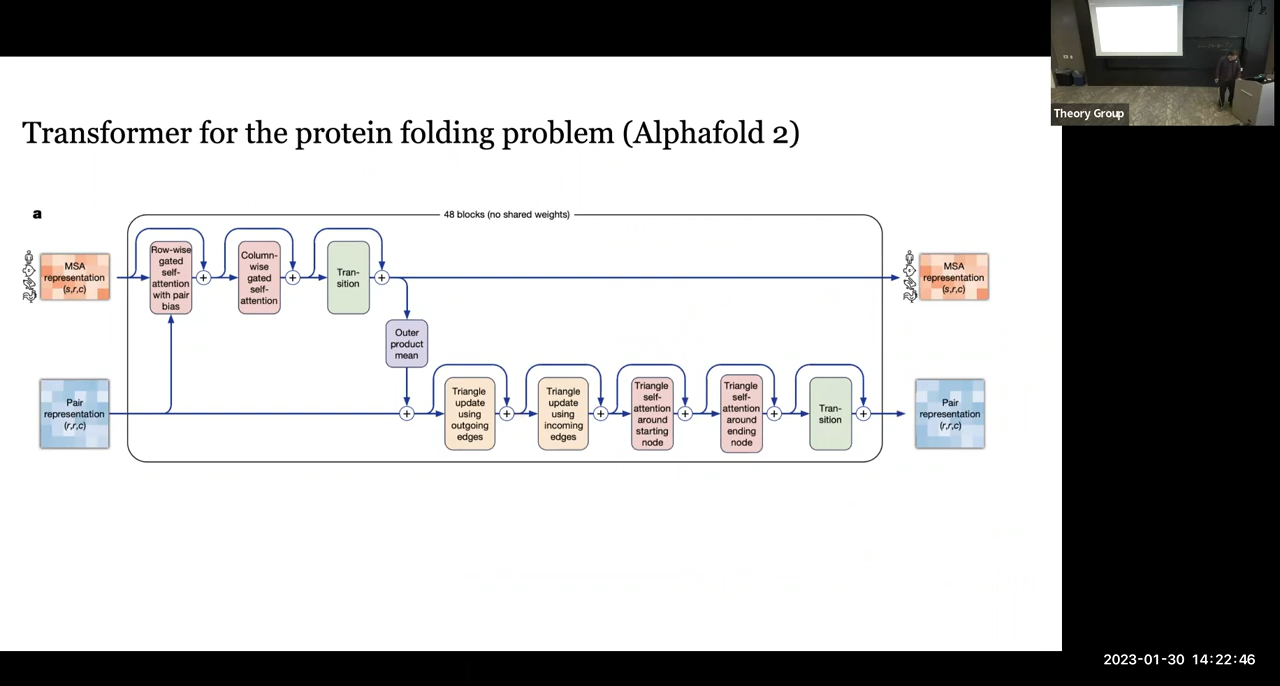 Theory Group
Transformer for the protein folding problem (Alphafold 2)
a
48 blocks (no shared weights)
MSA
representation
(s,r,c)
Row-wise
gated
self-
attention
with pair
bias
+
Column-
wise
gated
self-
attention
+
Tran-
sition
+
MSA
representation
(s,r,c)
Outer
product
mean
Pair
representation
(r,r,c)
+
Triangle
update
using
outgoing
edges
+
Triangle
update
using
incoming
edges
+
Triangle
self-
attention
around
starting
node
+
Triangle
self-
attention
around
ending
node
+
Tran-
sition
+
Pair
representation
(r,r,c)
2023-01-30 14:22:46